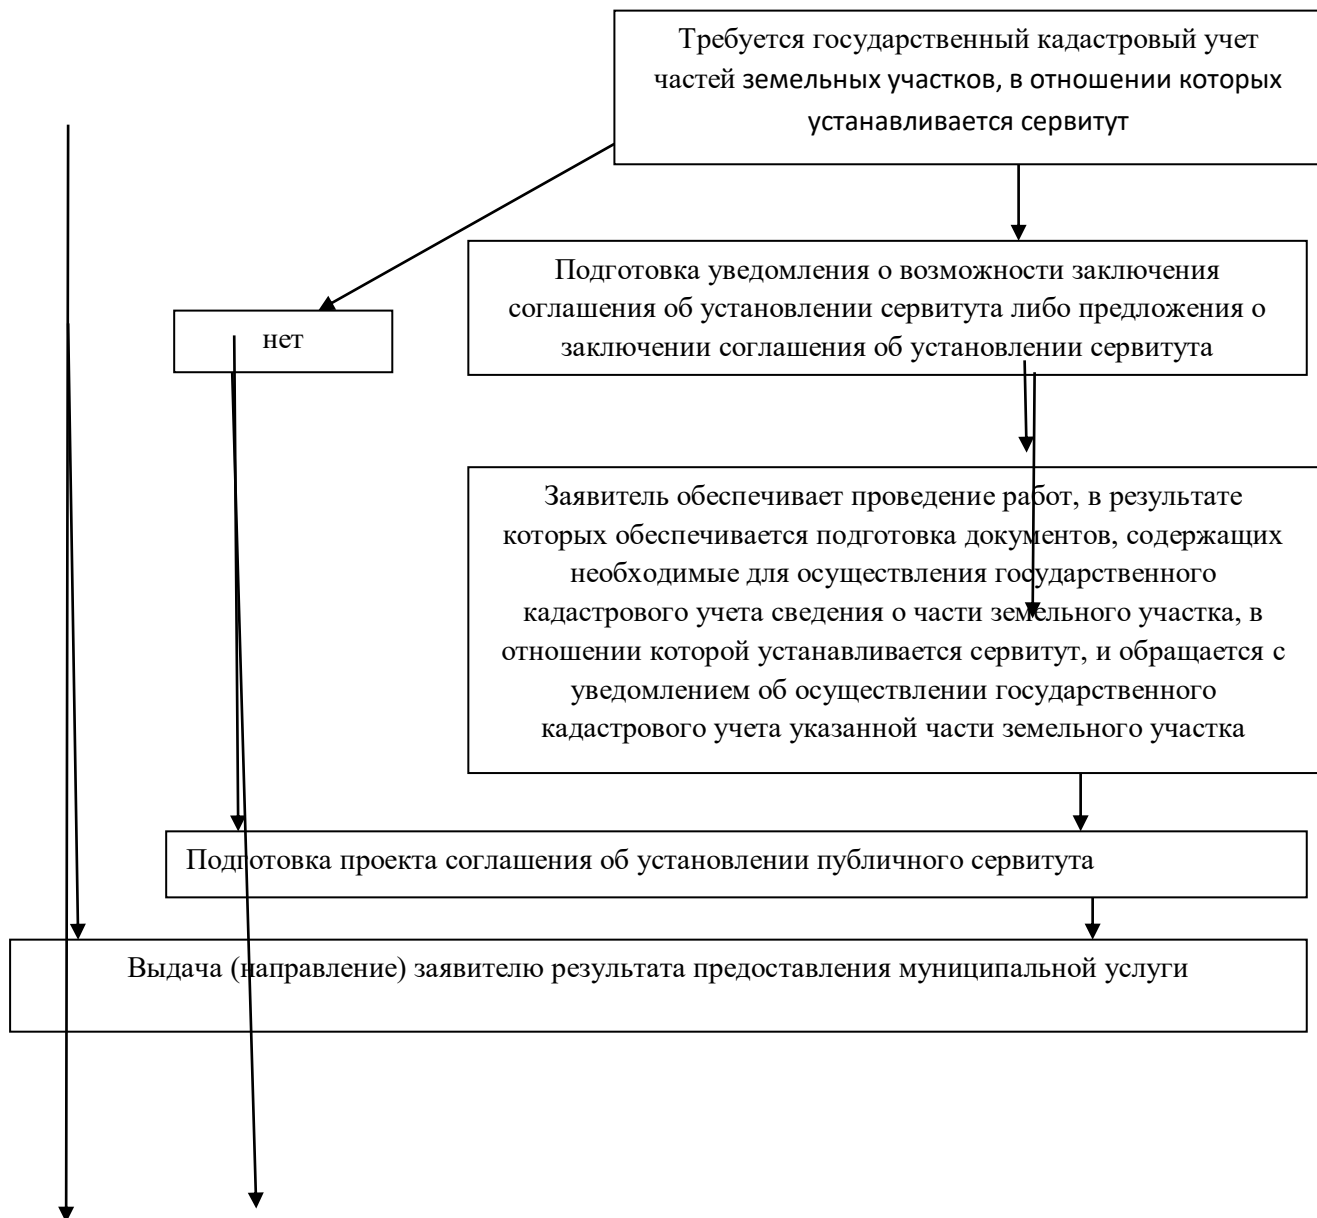 Требуется государственный кадастровый учет
частей земельных участков, в отношении которых
устанавливается сервитут
Подготовка уведомления о возможности заключения
соглашения об установлении сервитута либо предложения о
заключении соглашения об установлении сервитута
нет
Заявитель обеспечивает проведение работ, в результате
которых обеспечивается подготовка документов, содержащих
необходимые для осуществления государственного
кадастрового учета сведения о части земельного участка, в
отношении которой устанавливается сервитут, и обращается с
уведомлением об осуществлении государственного
кадастрового учета указанной части земельного участка
Подготовка проекта соглашения об установлении публичного сервитута
Выдача (направление) заявителю результата предоставления муниципальной услуги